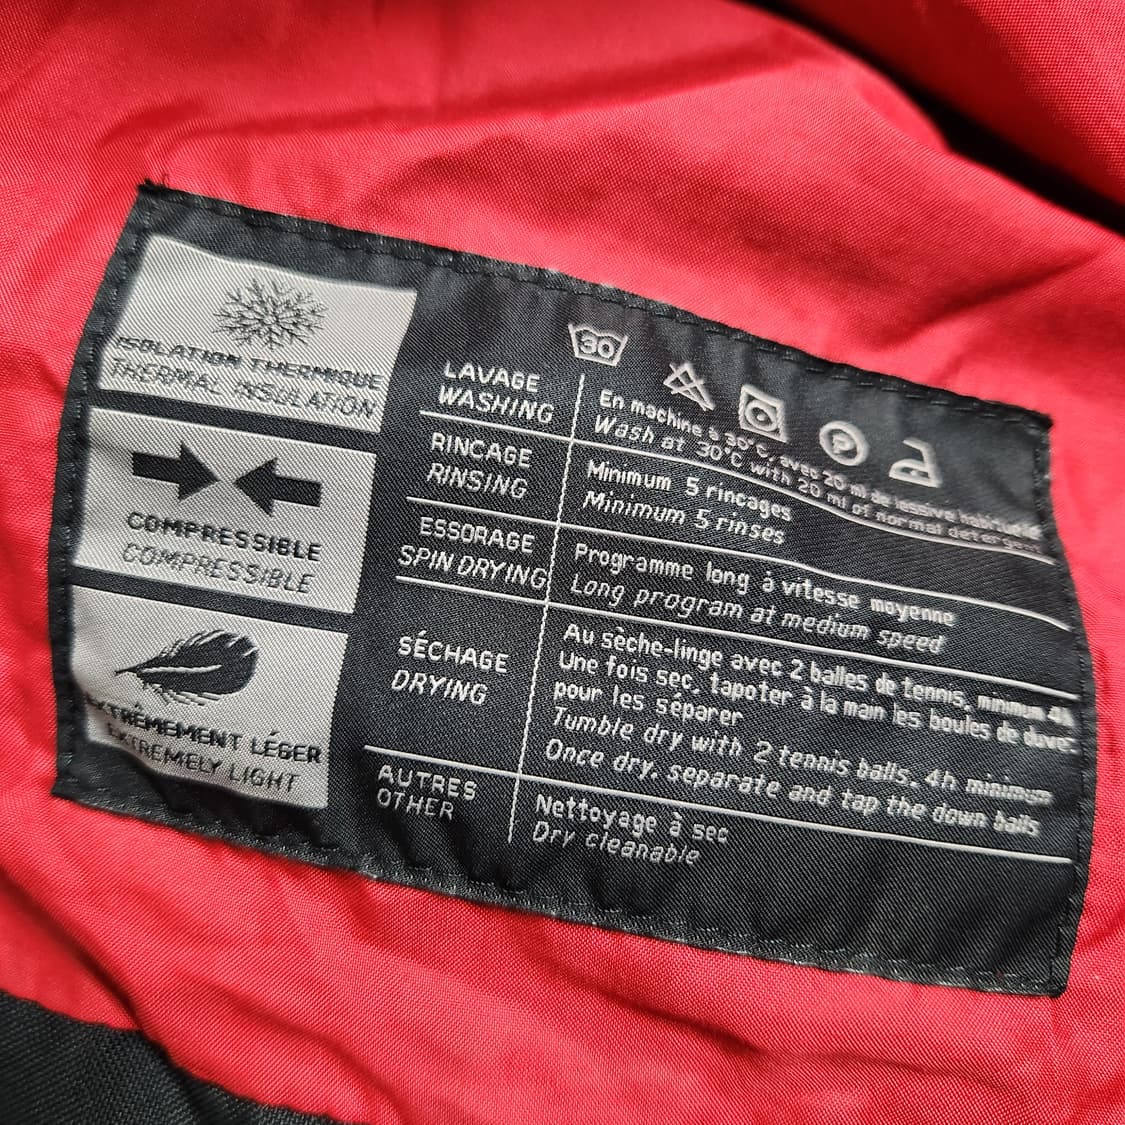 ISOLATION THERMIQUE
THERMAL INSULATION
COMPRESSIBLE
COMPRESSIBLE
EXTRÊMEMENT LÉGER
EXTREMELY LIGHT
30
P
LAVAGE
WASHING
En machine à 30°C, avec 20 ml de lessive habituelle
Wash at 30°C with 20 ml of normal detergent
RINCAGE
RINSING
Minimum 5 rincages
Minimum 5 rinses
ESSORAGE
SPIN DRYING
Programme long à vitesse moyenne
Long program at medium speed
SÉCHAGE
DRYING
Au sèche-linge avec 2 balles de tennis, minimum 4h
Une fois sec, tapoter à la main les boules de duvet
pour les séparer
Tumble dry with 2 tennis balls, 4h minimum
Once dry, separate and tap the down balls
AUTRES
OTHER
Nettoyage à sec
Dry cleanable